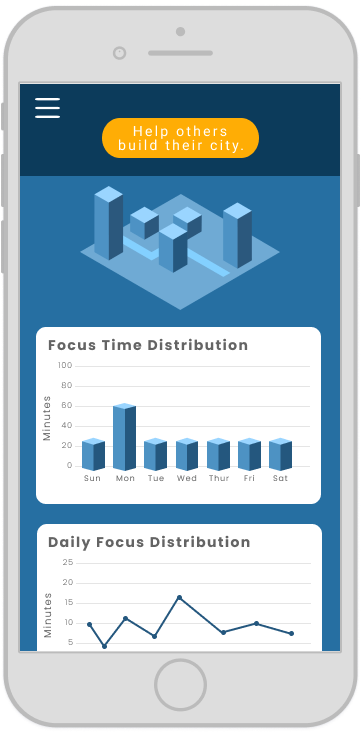 Help others
build their city.
Focus Time Distribution
100
80
60
40
20
0
Minutes
Sun Mon Tue Wed Thur Fri Sat
Daily Focus Distribution
25
20
15
10
5
Minutes